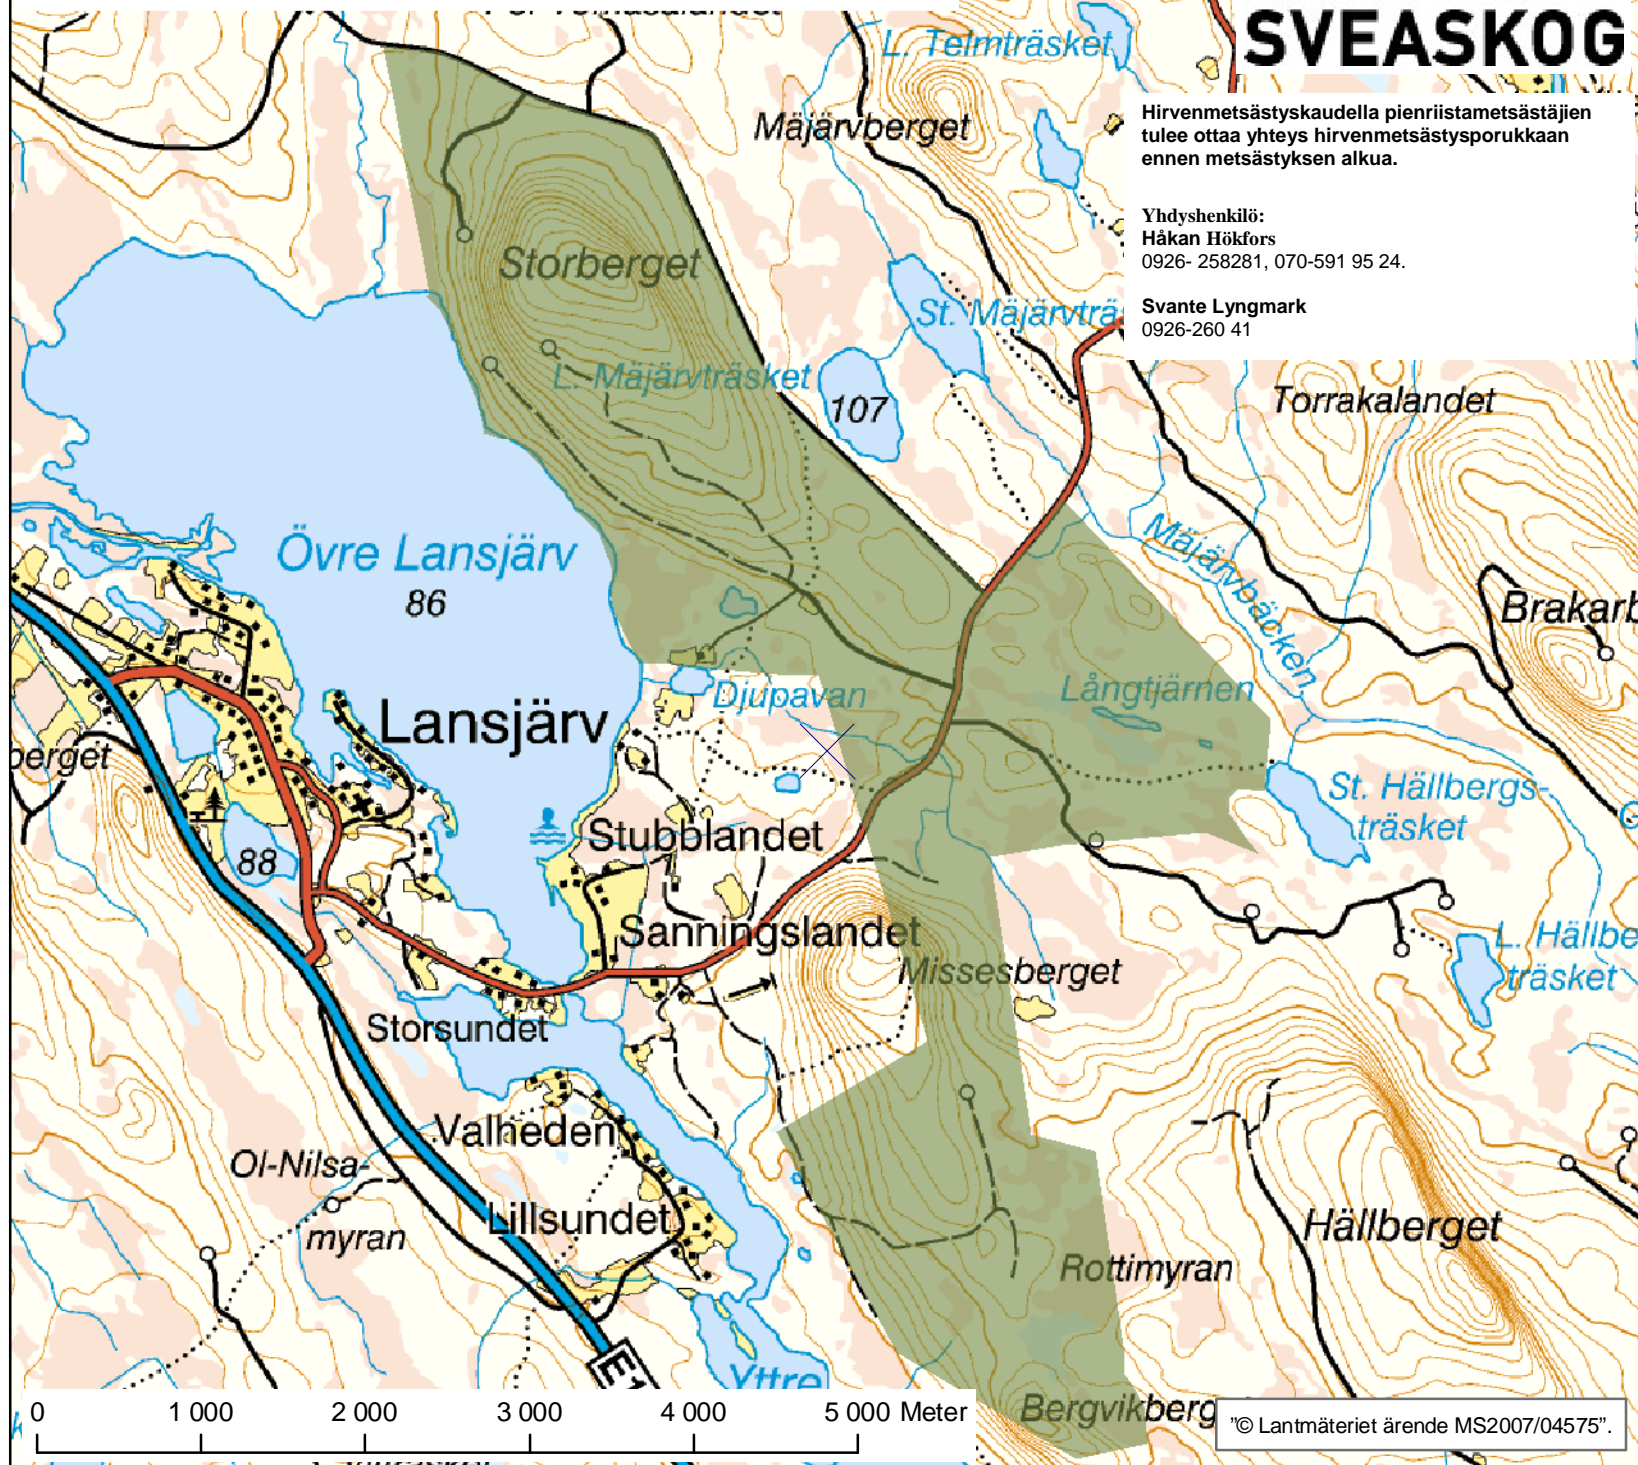 SVEASKOG
L. Telmträsket
Mäjärvberget
Hirvenmetsästyskaudella pienriistametsästäjien
tulee ottaa yhteys hirvenmetsästysporukkaan
ennen metsästyksen alkua.
Yhdyshenkilö:
Håkan Hökfors
0926- 258281, 070-591 95 24.
Svante Lyngmark
0926-260 41
Storberget
St. Mäjärvträ
L. Mäjärvträsket
107
Torrakalandet
Övre Lansjärv
86
Mäjärvbäcken
Brakarb
Djupavan
Långtjärnen
Lansjärv
berget
St. Hällbergs-
träsket
Stubblandet
88
Sanningslandet
Missesberget
L. Hällbe
träsket
Storsundet
Valheden
Ol-Nilsa-
myran
Lillsundet
Hällberget
Rottimyran
E1
Yttre
Bergvikberg
0 1 000 2 000 3 000 4 000 5 000 Meter
"© Lantmäteriet ärende MS2007/04575".